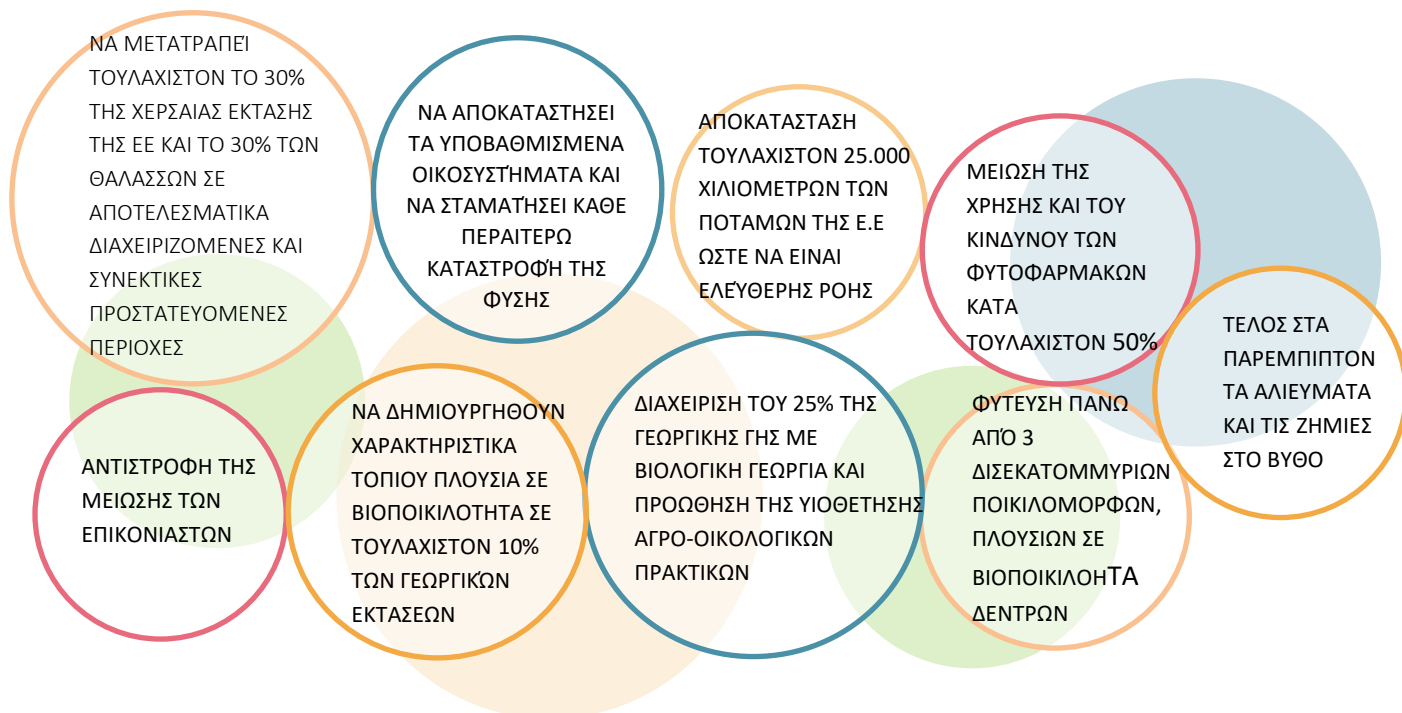 ΝΑ ΜΕΤΑΤΡΑΠΕΊ
ΤΟΥΛΑΧΙΣΤΟΝ ΤΟ 30%
ΤΗΣ ΧΕΡΣΑΙΑΣ ΕΚΤΑΣΗΣ
ΤΗΣ ΕΕ ΚΑΙ ΤΟ 30% ΤΩΝ
ΘΑΛΑΣΣΩΝ ΣΕ
ΑΠΟΤΕΛΕΣΜΑΤΙΚΑ
ΔΙΑΧΕΙΡΙΖΟΜΕΝΕΣ ΚΑΙ
ΣΥΝΕΚΤΙΚΕΣ
ΠΡΟΣΤΑΤΕΥΟΜΕΝΕΣ
ΠΕΡΙΟΧΕΣ
ΝΑ ΑΠΟΚΑΤΑΣΤΗΣΕΙ
ΤΑ ΥΠΟΒΑΘΜΙΣΜΕΝΑ
ΟΙΚΟΣΥΣΤΉΜΑΤΑ ΚΑΙ
ΝΑ ΣΤΑΜΑΤΉΣΕΙ ΚΑΘΕ
ΠΕΡΑΙΤΕΡΩ
ΚΑΤΑΣΤΡΟΦΉ ΤΗΣ
ΦΥΣΗΣ
ΑΠΟΚΑΤΑΣΤΑΣΗ
ΤΟΥΛΑΧΙΣΤΟΝ 25.000
ΧΙΛΙΟΜΕΤΡΩΝ ΤΩΝ
ΠΟΤΑΜΩΝ ΤΗΣ Ε.Ε
ΩΣΤΕ ΝΑ ΕΙΝΑΙ
ΕΛΕΎΘΕΡΗΣ ΡΟΗΣ
ΜΕΙΩΣΗ ΤΗΣ
ΧΡΗΣΗΣ ΚΑΙ ΤΟΥ
ΚΙΝΔΥΝΟΥ ΤΩΝ
ΦΥΤΟΦΑΡΜΑΚΩΝ
ΚΑΤΑ
ΤΟΥΛΑΧΙΣΤΟΝ 50%
ΤΕΛΟΣ ΣΤΑ
ΠΑΡΕΜΠΙΠΤΟΝ
ΤΑ ΑΛΙΕΥΜΑΤΑ
ΚΑΙ ΤΙΣ ΖΗΜΙΕΣ
ΣΤΟ ΒΥΘΟ
ΑΝΤΙΣΤΡΟΦΗ ΤΗΣ
ΜΕΙΩΣΗΣ ΤΩΝ
ΕΠΙΚΟΝΙΑΣΤΩΝ
ΝΑ ΔΗΜΙΟΥΡΓΗΘΟΥΝ
ΧΑΡΑΚΤΗΡΙΣΤΙΚΑ
ΤΟΠΙΟΥ ΠΛΟΥΣΙΑ ΣΕ
ΒΙΟΠΟΙΚΙΛΟΤΗΤΑ ΣΕ
ΤΟΥΛΑΧΙΣΤΟΝ 10%
ΤΩΝ ΓΕΩΡΓΙΚΏΝ
ΕΚΤΑΣΕΩΝ
ΔΙΑΧΕΙΡΙΣΗ ΤΟΥ 25% ΤΗΣ
ΓΕΩΡΓΙΚΗΣ ΓΗΣ ΜΕ
ΒΙΟΛΟΓΙΚΗ ΓΕΩΡΓΙΑ ΚΑΙ
ΠΡΟΩΘΗΣΗ ΤΗΣ ΥΙΟΘΕΤΗΣΗΣ
ΑΓΡΟ-ΟΙΚΟΛΟΓΙΚΩΝ
ΠΡΑΚΤΙΚΩΝ
ΦΥΤΕΥΣΗ ΠΑΝΩ
ΑΠΌ 3
ΔΙΣΕΚΑΤΟΜΜΥΡΙΩΝ
ΠΟΙΚΙΛΟΜΟΡΦΩΝ,
ΠΛΟΥΣΙΩΝ ΣΕ
ΒΙΟΠΟΙΚΙΛΟΗΤΑ
ΔΕΝΤΡΩΝ